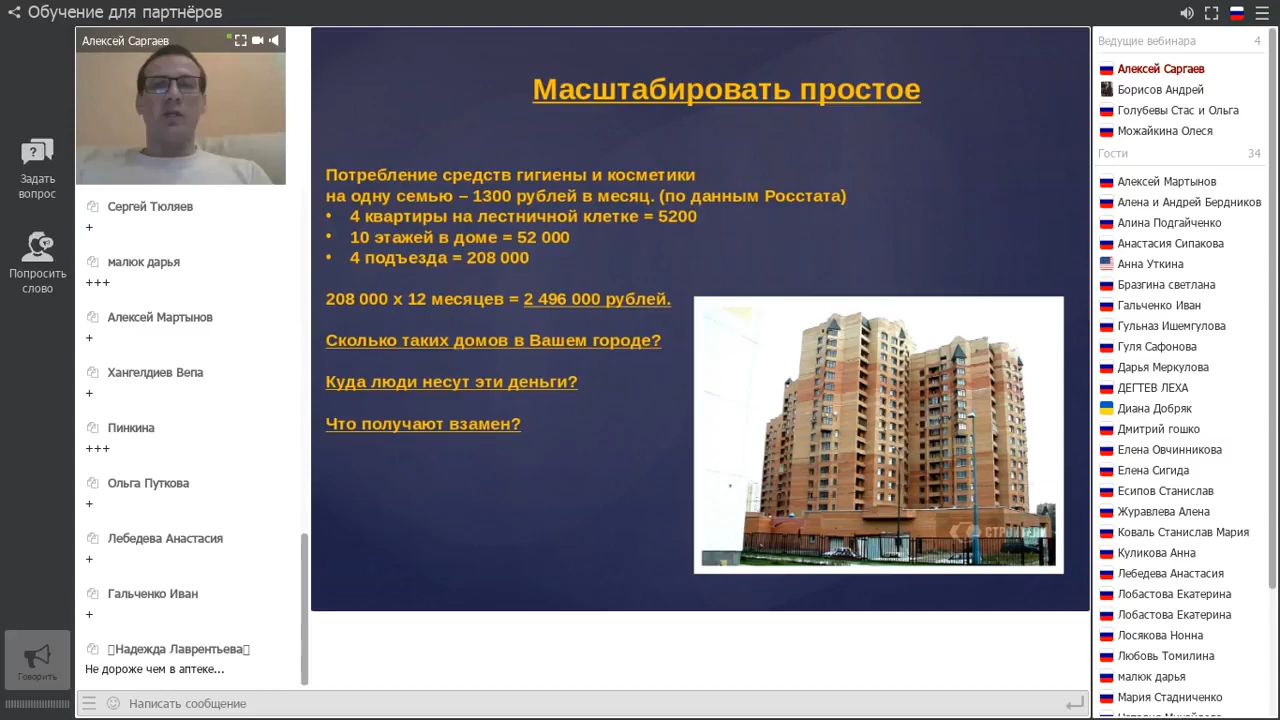 Обучение для партнёров
Алексей Саргаев
Задать
вопрос
Попросить
слово
Говорить
Сергей Тюляев
+
малюк дарья
+++
Алексей Мартынов
+
Хангелдиев Вепа
+
Пинкина
+++
Ольга Путкова
+
Лебедева Анастасия
+
Гальченко Иван
+
Надежда Лаврентьева
Не дороже чем в аптеке...
Написать сообщение
Масштабировать простое
Потребление средств гигиены и косметики
на одну семью – 1300 рублей в месяц. (по данным Росстата)
• 4 квартиры на лестничной клетке = 5200
• 10 этажей в доме = 52 000
• 4 подъезда = 208 000
208 000 х 12 месяцев = 2 496 000 рублей.
Сколько таких домов в Вашем городе?
Куда люди несут эти деньги?
Что получают взамен?
Ведущие вебинара 4
Алексей Саргаев
Борисов Андрей
Голубевы Стас и Ольга
Можайкина Олеся
Гости 34
Алексей Мартынов
Алена и Андрей Бердников
Алина Подгайченко
Анастасия Сипакова
Анна Уткина
Бразгина светлана
Гальченко Иван
Гульназ Ишемгулова
Гуля Сафонова
Дарья Меркулова
ДЕГТЕВ ЛЕХА
Диана Добряк
Дмитрий гошко
Елена Овчинникова
Елена Сигида
Есипов Станислав
Журавлева Алена
Коваль Станислав Мария
Куликова Анна
Лебедева Анастасия
Лобастова Екатерина
Лобастова Екатерина
Лосякова Нонна
Любовь Томилина
малюк дарья
Мария Стадниченко